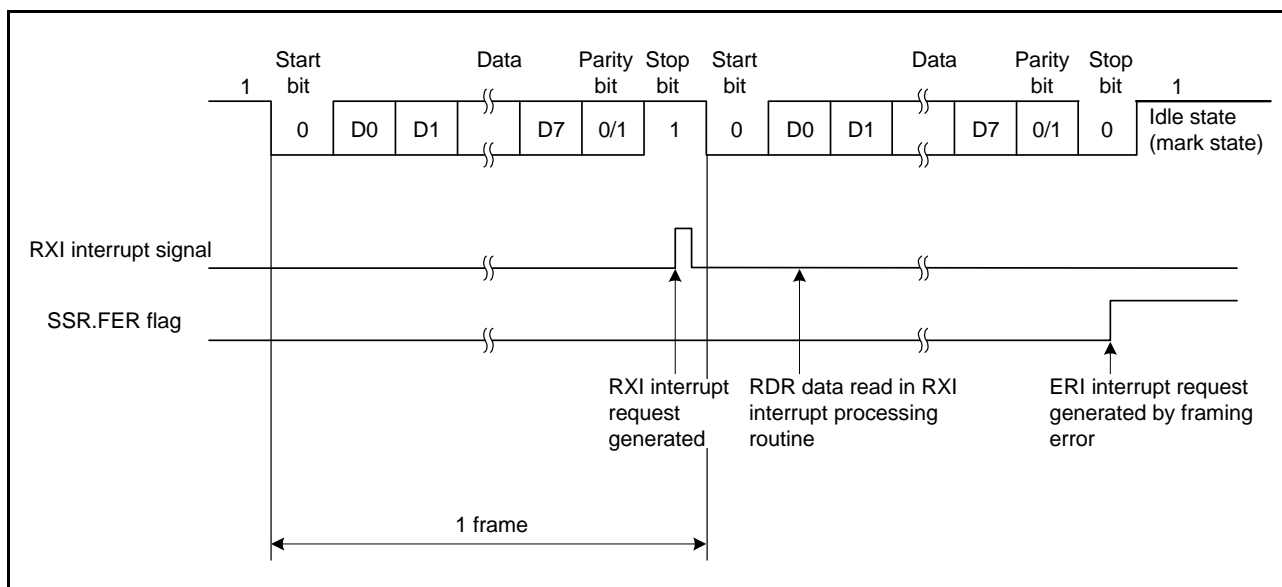 Start Data Parity Stop Start Data Parity Stop
1 bit bit bit bit bit bit 1
0 D0 D1 D7 0/1 1 0 D0 D1 D7 0/1 0 Idle state
(mark state)
RXI interrupt signal
SSR.FER flag
RXI interrupt
request
generated
RDR data read in RXI
interrupt processing
routine
ERI interrupt request
generated by framing
error
1 frame